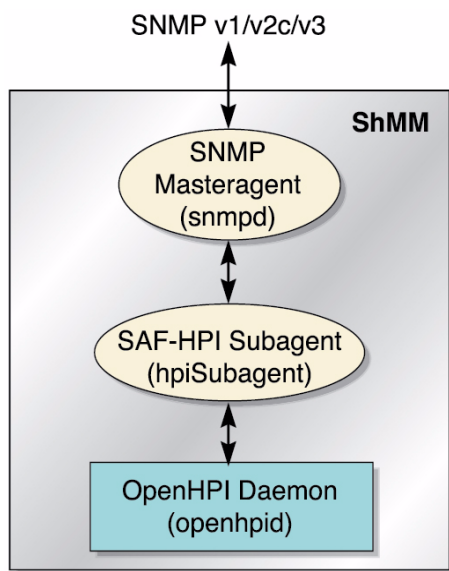 SNMP v1/v2c/v3
ShMM
SNMP
Masteragent
(snmpd)
SAF-HPI Subagent
(hpiSubagent)
OpenHPI Daemon
(openhpid)